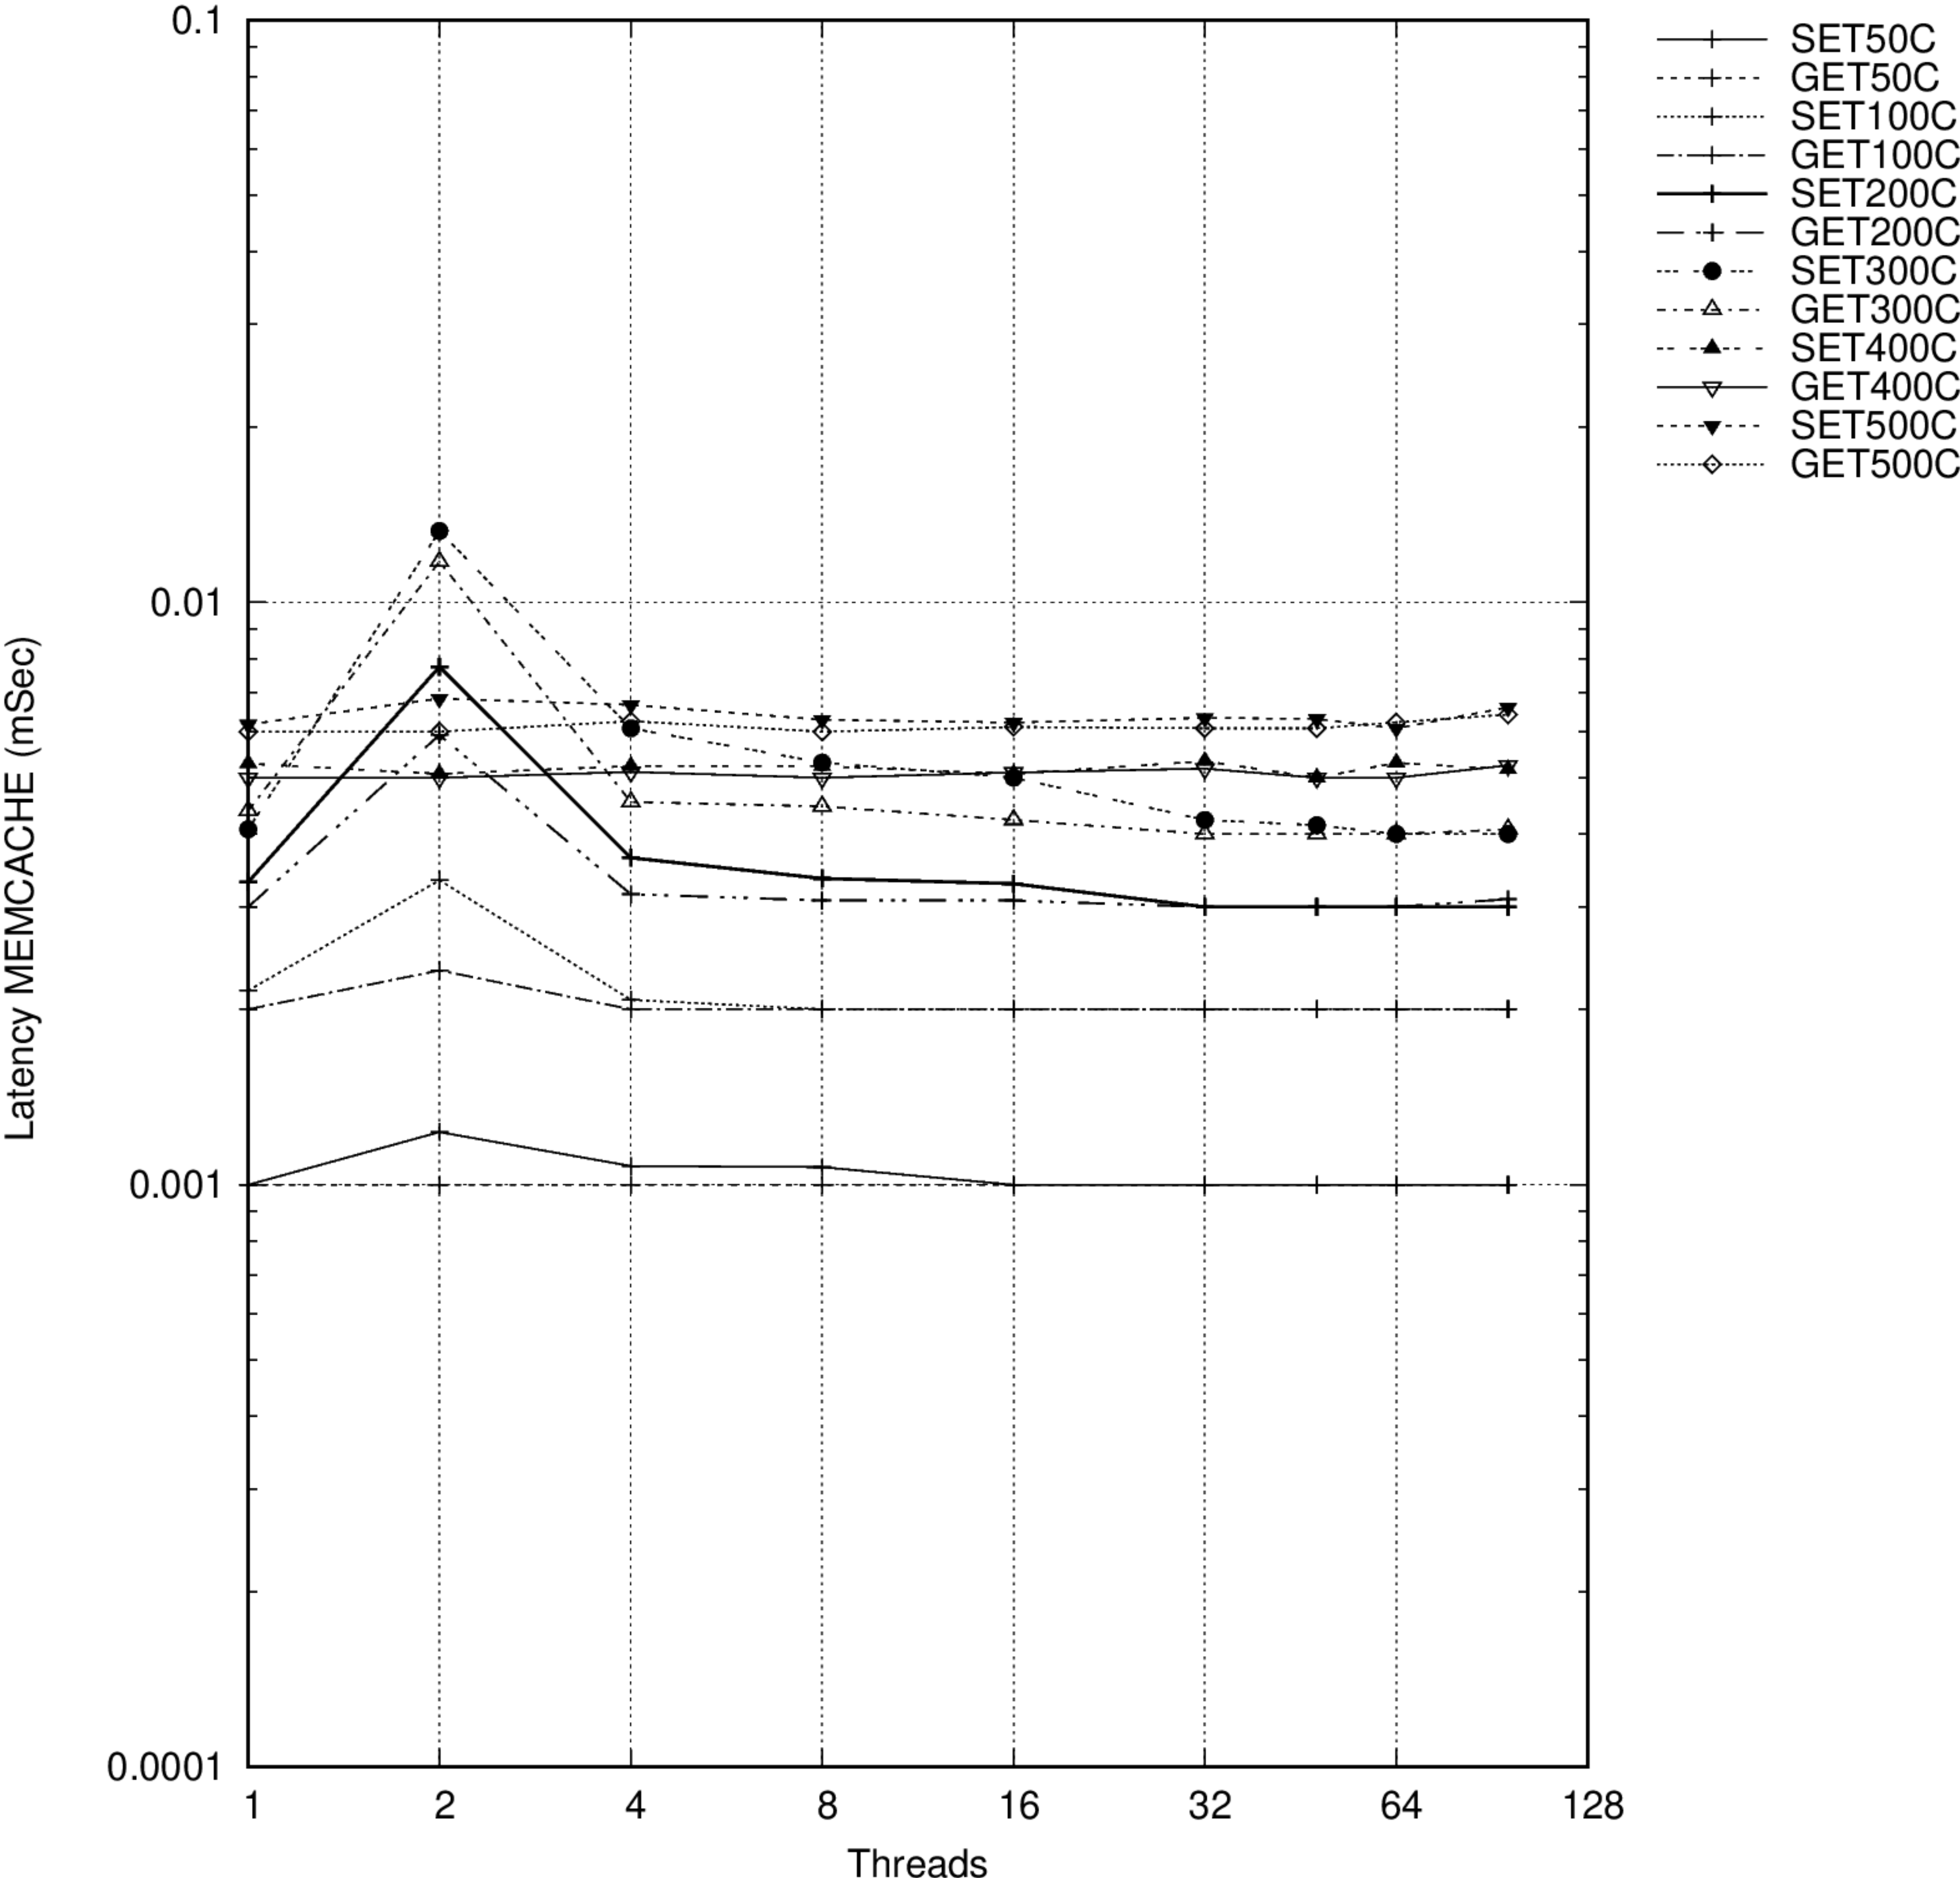 0.1
0.01
0.001
0.0001
Latency MEMCACHE (mSec)
1 2 4 8 16 32 64 128
Threads
SET50C
GET50C
SET100C
GET100C
SET200C
GET200C
SET300C
GET300C
SET400C
GET400C
SET500C
GET500C